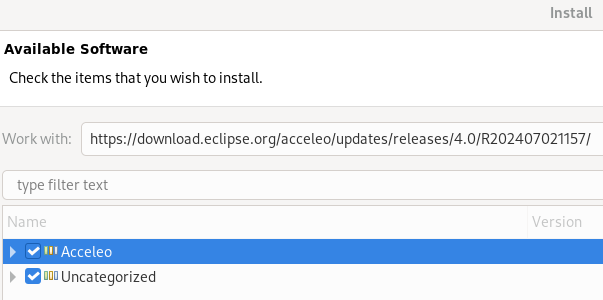 Install
Available Software
Check the items that you wish to install.
Work with: https://download.eclipse.org/acceleo/updates/releases/4.0/R202407021157/
type filter text
Name Version
Acceleo
Uncategorized